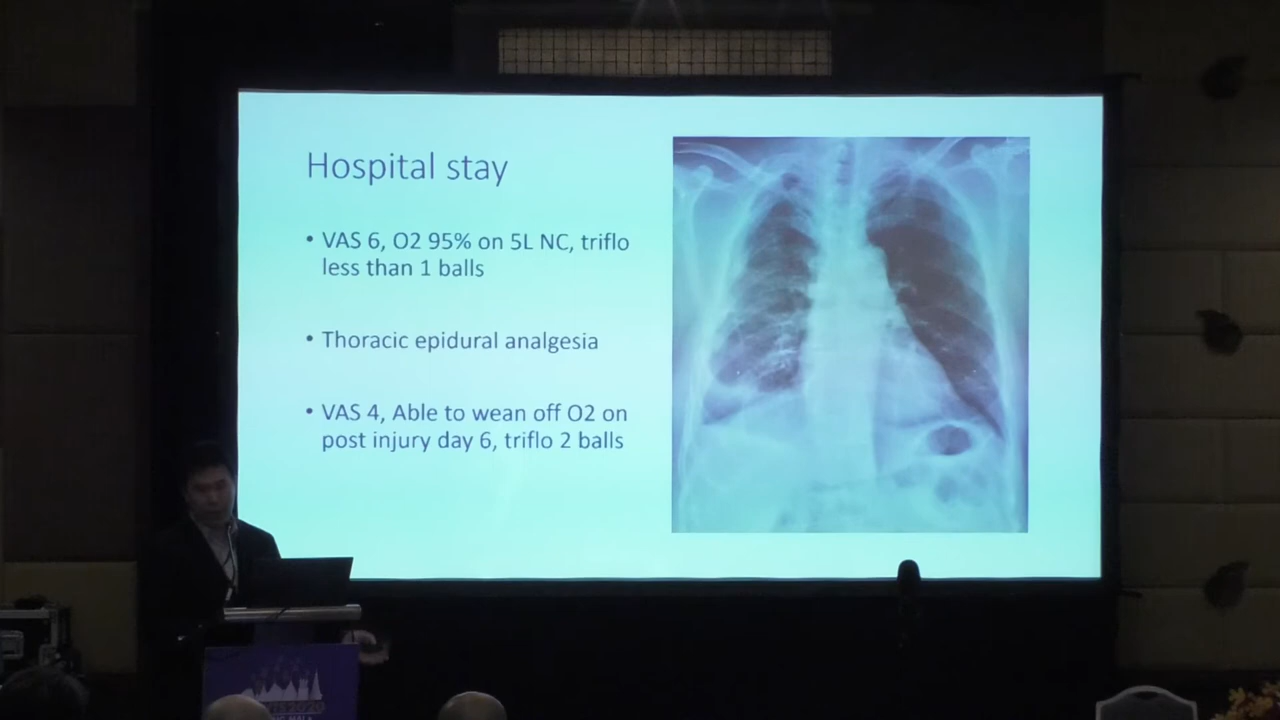 Hospital stay
• VAS 6, O2 95% on 5L NC, triflo
less than 1 balls
• Thoracic epidural analgesia
• VAS 4, Able to wean off O2 on
post injury day 6, triflo 2 balls